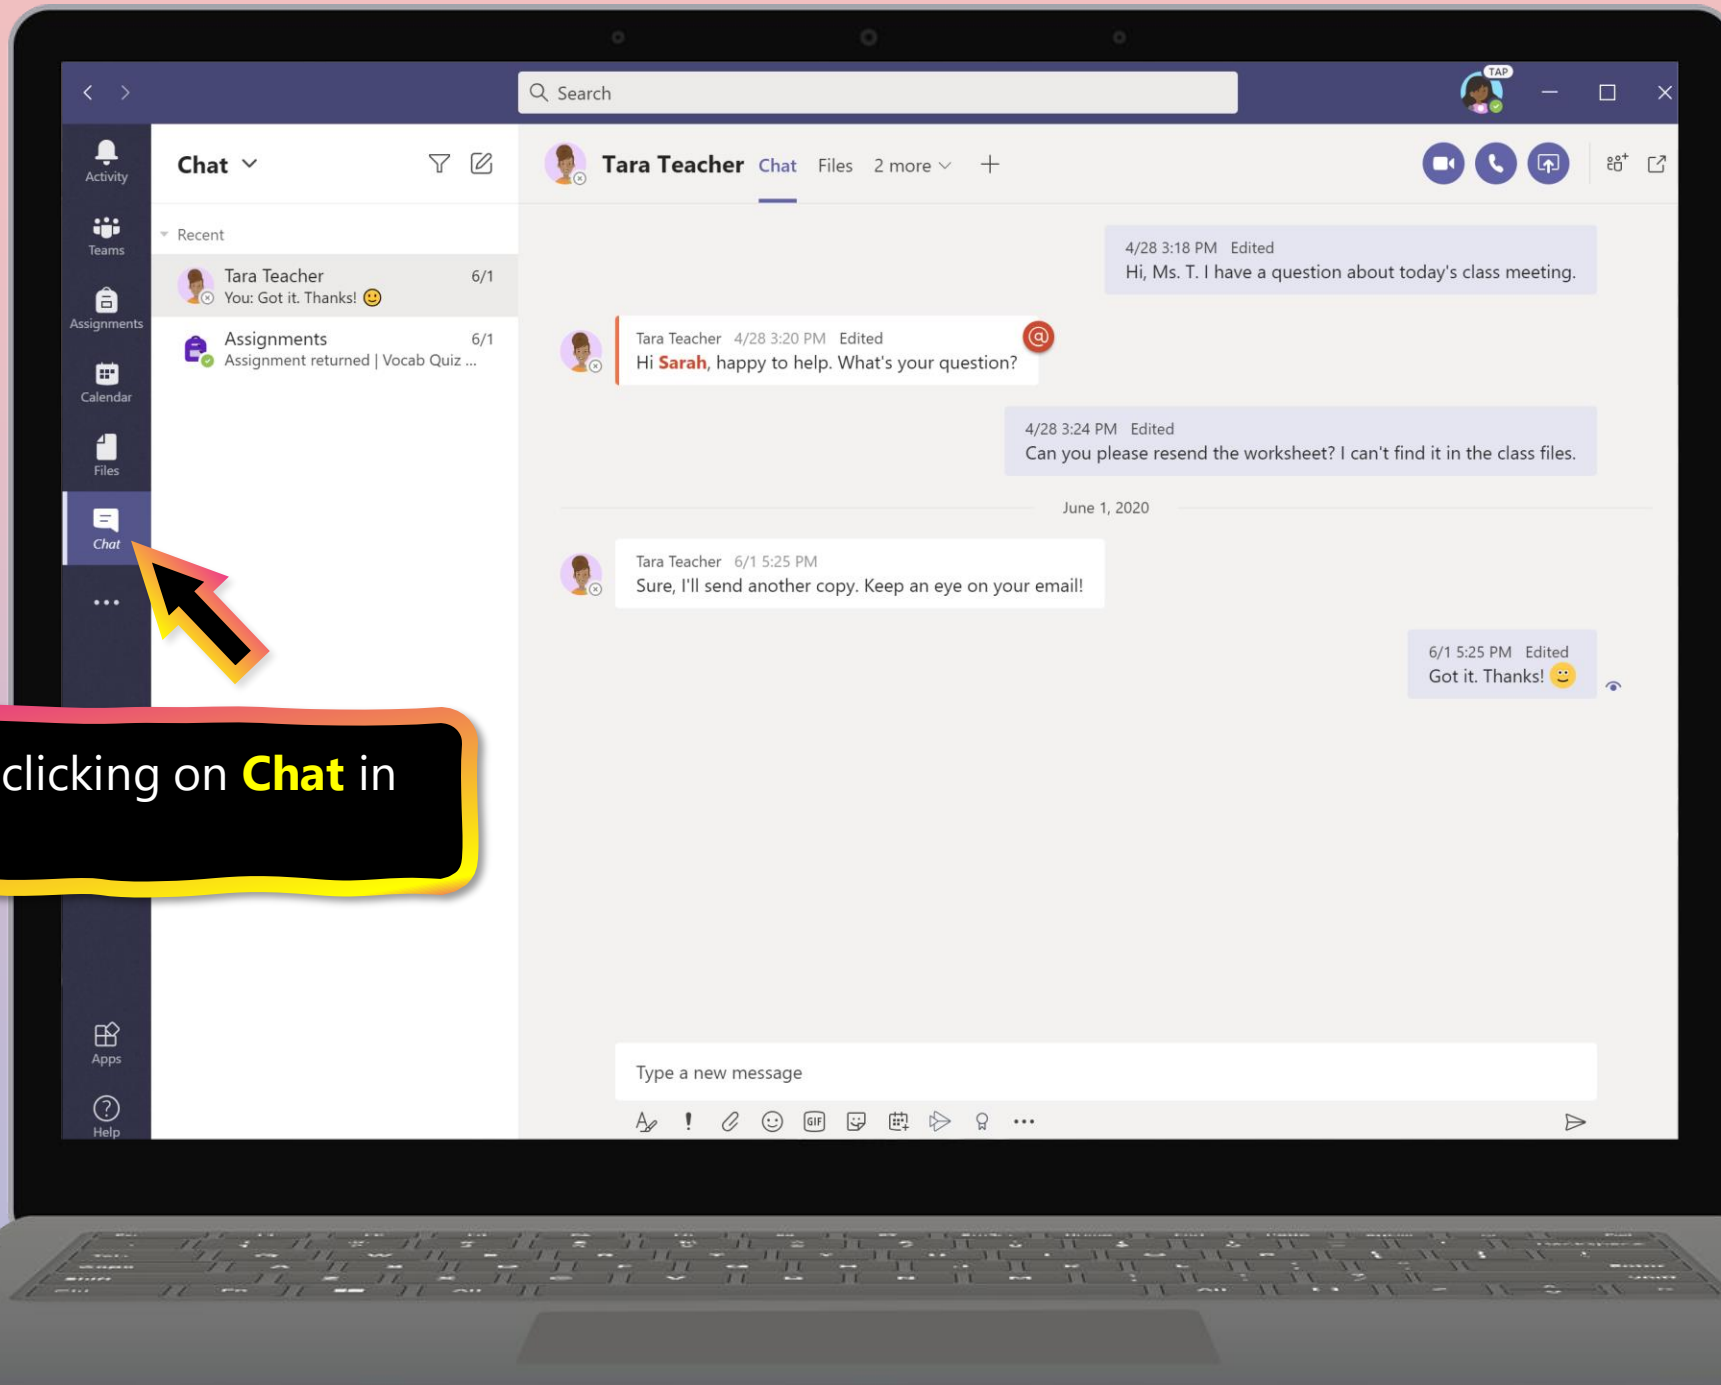 Search
TAP
Activity
Teams
Assignments
Calendar
Files
Chat
Apps
Help
Chat
Recent
Tara Teacher 6/1
You: Got it. Thanks! 🙂
Assignments 6/1
Assignment returned | Vocab Quiz ...
Tara Teacher Chat Files 2 more
4/28 3:18 PM Edited
Hi, Ms. T. I have a question about today's class meeting.
Tara Teacher 4/28 3:20 PM Edited
@
Hi Sarah, happy to help. What's your question?
4/28 3:24 PM Edited
Can you please resend the worksheet? I can't find it in the class files.
June 1, 2020
Tara Teacher 6/1 5:25 PM
Sure, I'll send another copy. Keep an eye on your email!
6/1 5:25 PM Edited
Got it. Thanks! 🙂
clicking on Chat in
Type a new message
GIF